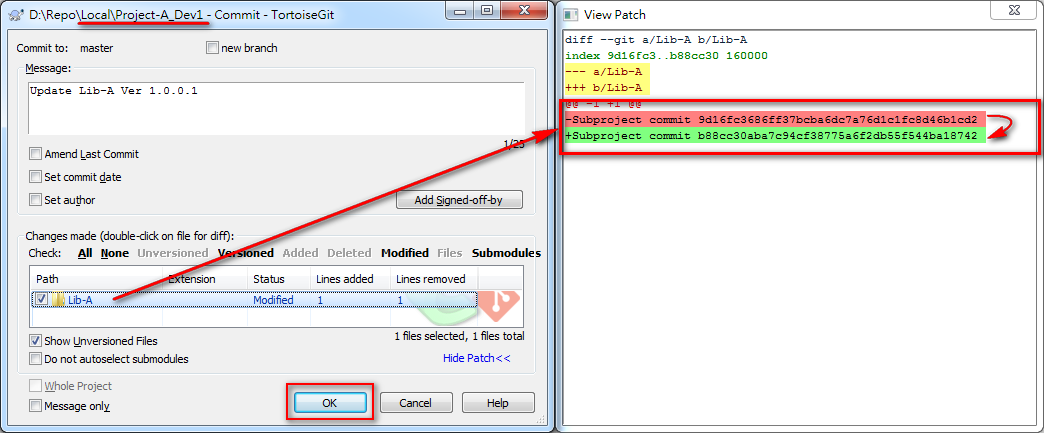 D:\Repo\Local\Project-A_Dev1 - Commit - TortoiseGit
Commit to: master new branch
Message:
Update Lib-A Ver 1.0.0.1
1/25
Amend Last Commit
Set commit date
Set author
Add Signed-off-by
Changes made (double-click on file for diff):
Check: All None Unversioned Versioned Added Deleted Modified Files Submodules
Path Extension Status Lines added Lines removed
Lib-A Modified 1 1
Show Unversioned Files
1 files selected, 1 files total
Do not autoselect submodules
Hide Patch<<
Whole Project
Message only
OK Cancel Help
View Patch
diff --git a/Lib-A b/Lib-A
index 9d16fc3..b88cc30 160000
--- a/Lib-A
+++ b/Lib-A
@@ -1 +1 @@
-Subproject commit 9d16fc3686ff37bcba6dc7a76d1c1fc8d46b1cd2
+Subproject commit b88cc30aba7c94cf38775a6f2db55f544ba18742